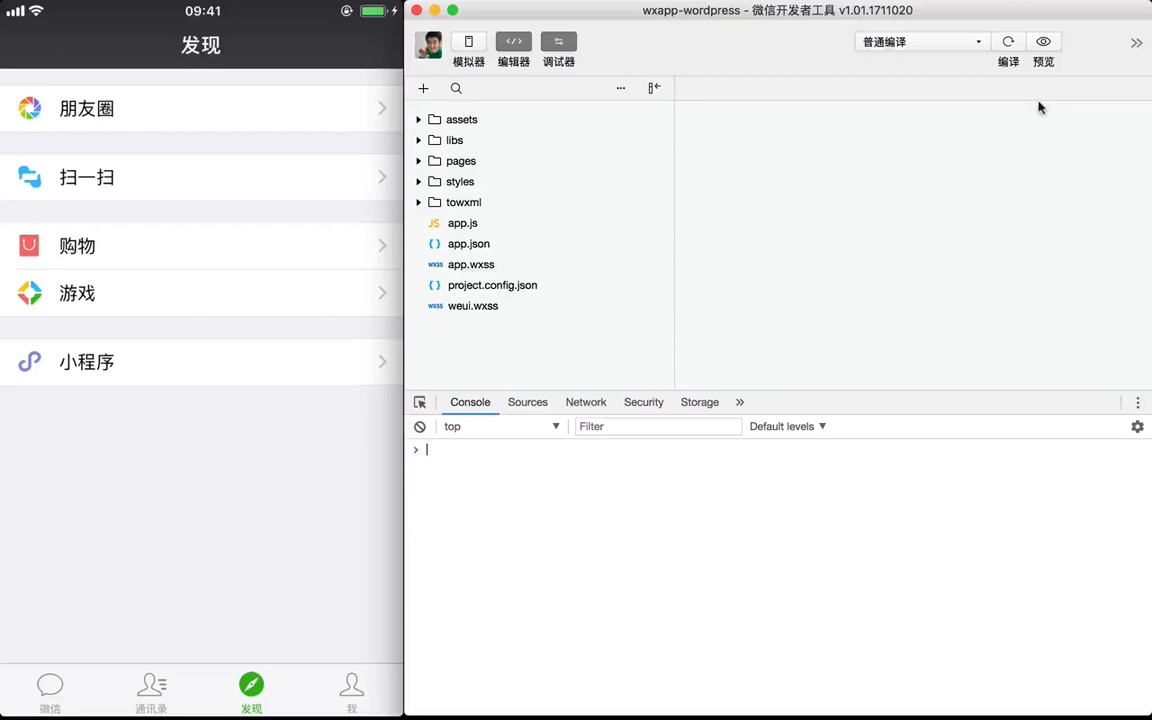 09:41
发现
朋友圈
扫一扫
购物
游戏
小程序
微信
通讯录
发现
我
wxapp-wordpress - 微信开发者工具 v1.01.1711020
模拟器
编辑器
调试器
普通编译
编译
预览
assets
libs
pages
styles
towxml
JS app.js
{ } app.json
wxss app.wxss
{ } project.config.json
wxss weui.wxss
Console
Sources
Network
Security
Storage
top
Filter
Default levels